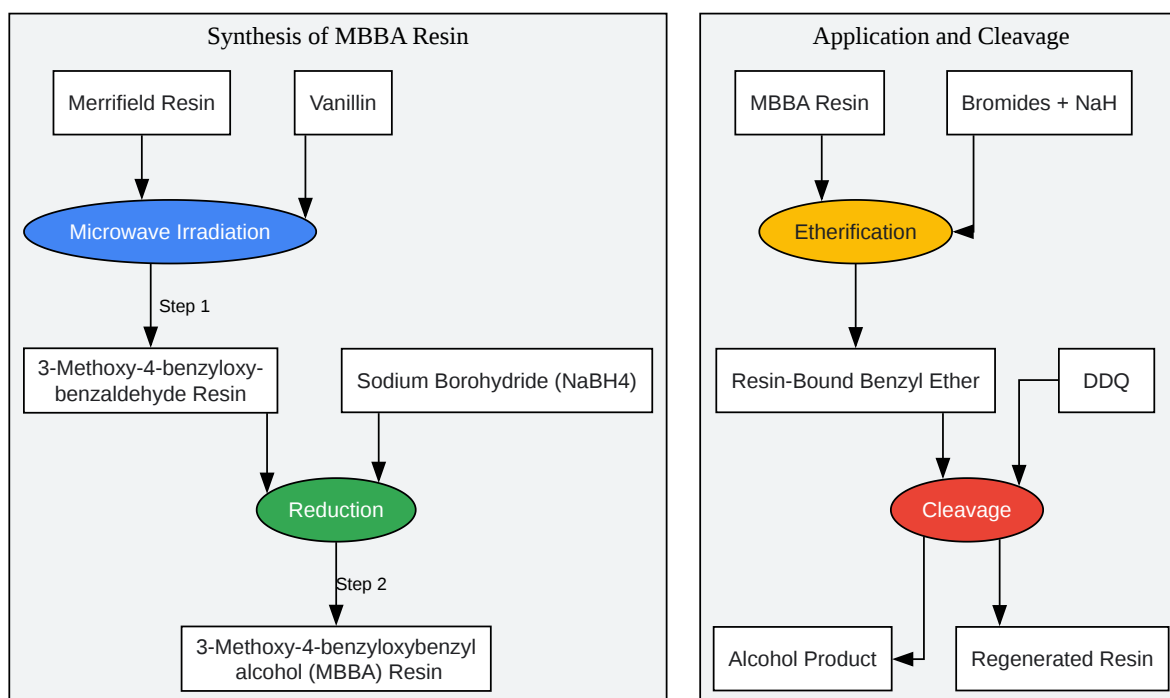 Synthesis of MBBA Resin
Merrifield Resin
Vanillin
Microwave Irradiation
Step 1
3-Methoxy-4-benzyloxy-
benzaldehyde Resin
Sodium Borohydride (NaBH4)
Reduction
Step 2
3-Methoxy-4-benzyloxybenzyl
alcohol (MBBA) Resin
Application and Cleavage
MBBA Resin
Bromides + NaH
Etherification
Resin-Bound Benzyl Ether
DDQ
Cleavage
Alcohol Product
Regenerated Resin